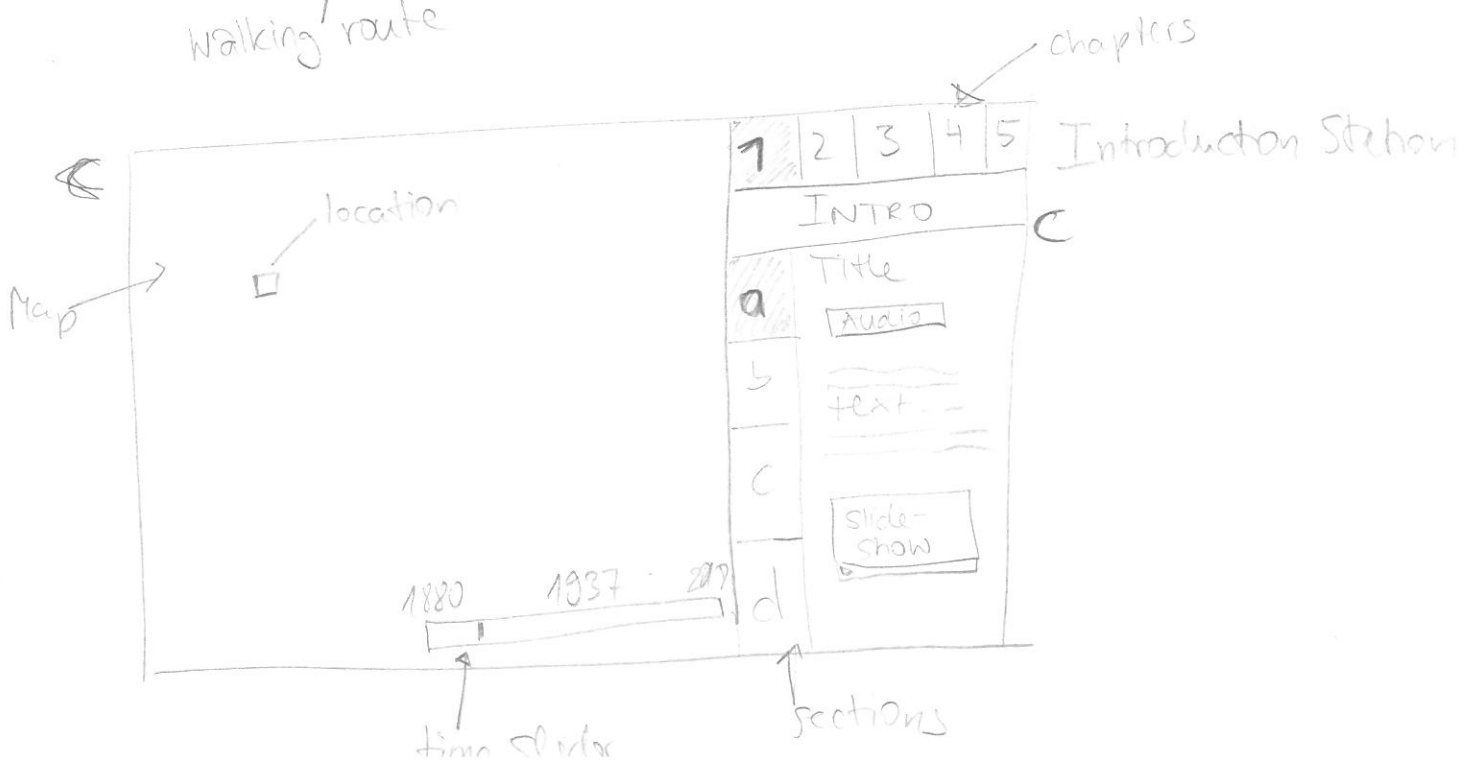 walking route
chapters
1 2 3 4 5
Introduction Station
INTRO
C
location
Map
a
Title
Audio
b
text
c
slide-
show
1880 1937
d
sections
time slider